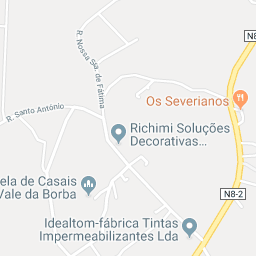 N8
R. Nossa Sra. de Fátima
Os Severianos
R. Santo António
Richimi Soluções
Decorativas...
ela de Casais
Vale da Borba
N8-2
Idealtom-fábrica Tintas
Impermeabilizantes Lda